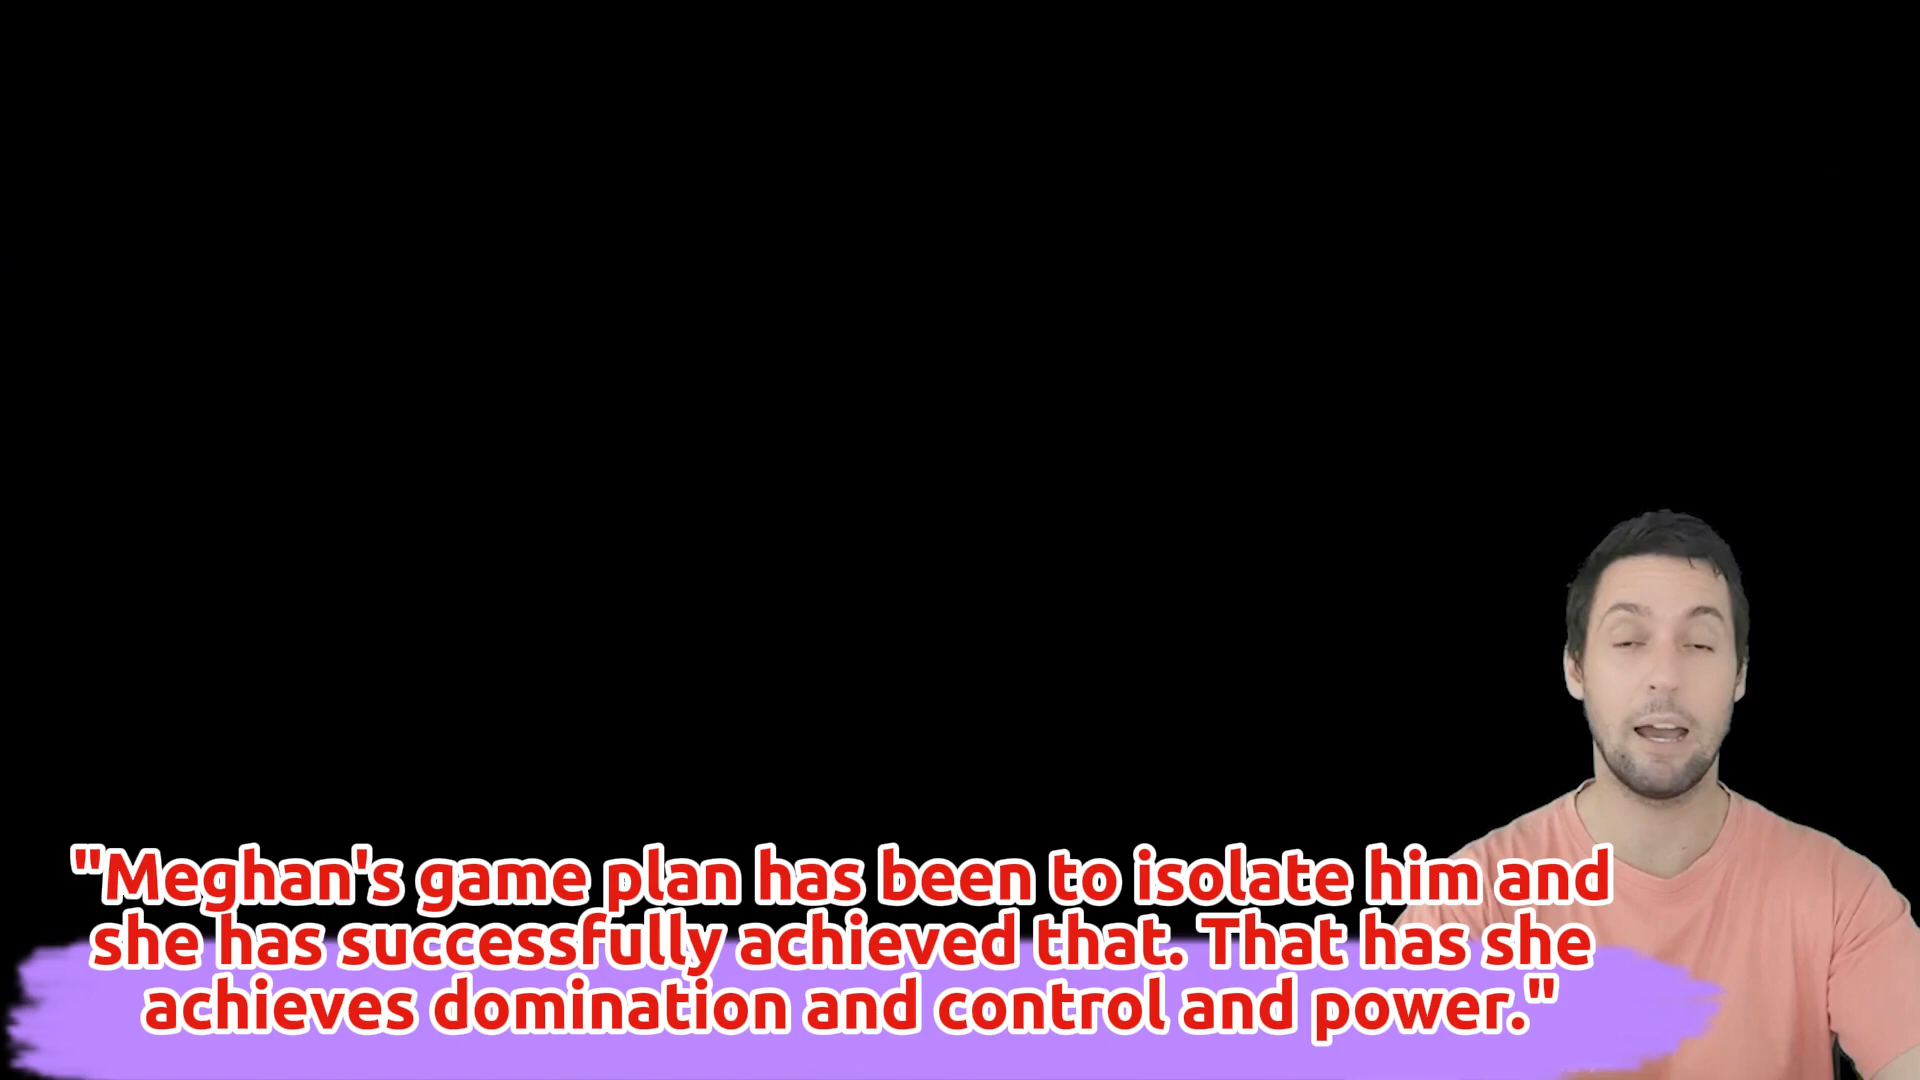 "Meghan's game plan has been to isolate him and
she has successfully achieved that. That has she
achieves domination and control and power."